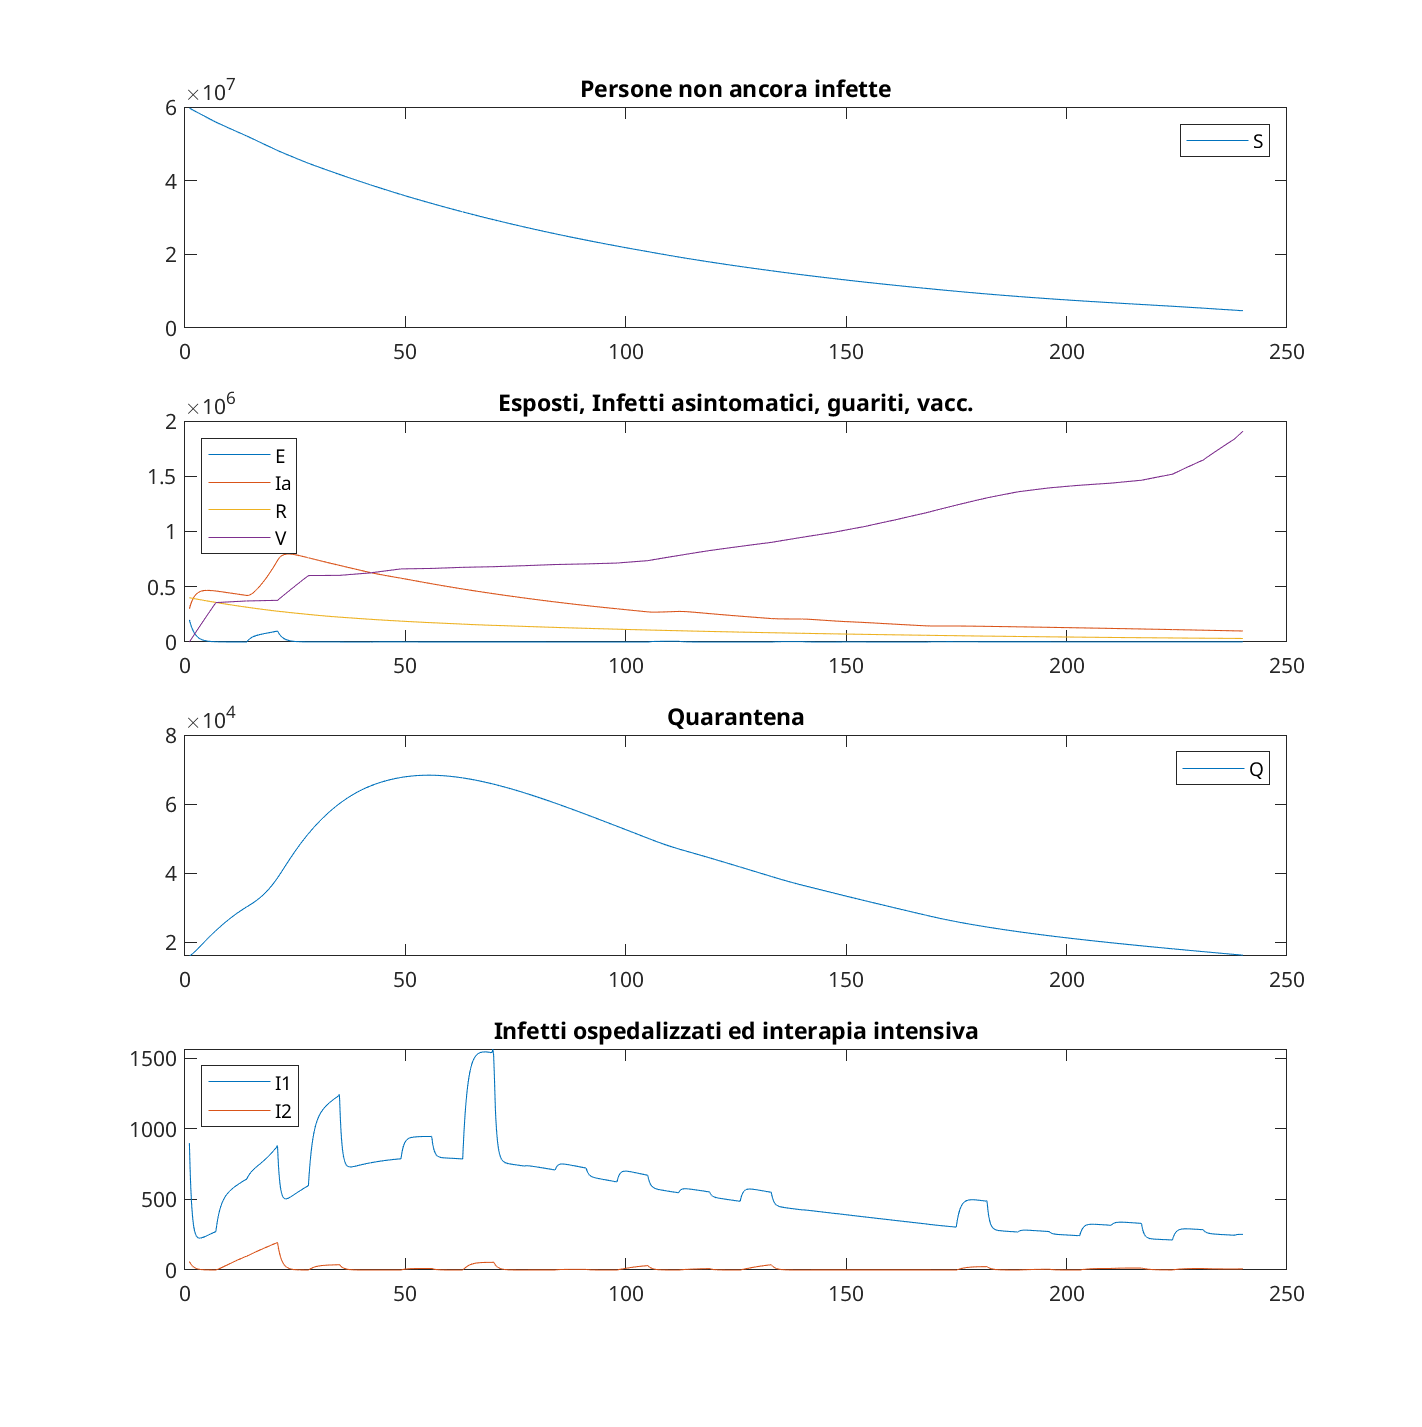 Persone non ancora infette
×10^7
6
4
2
0
0 50 100 150 200 250
S
Esposti, Infetti asintomatici, guariti, vacc.
×10^6
2
1.5
1
0.5
0
0 50 100 150 200 250
E
Ia
R
V
Quarantena
×10^4
8
6
4
2
0 50 100 150 200 250
Q
Infetti ospedalizzati ed interapia intensiva
1500
1000
500
0
0 50 100 150 200 250
I1
I2